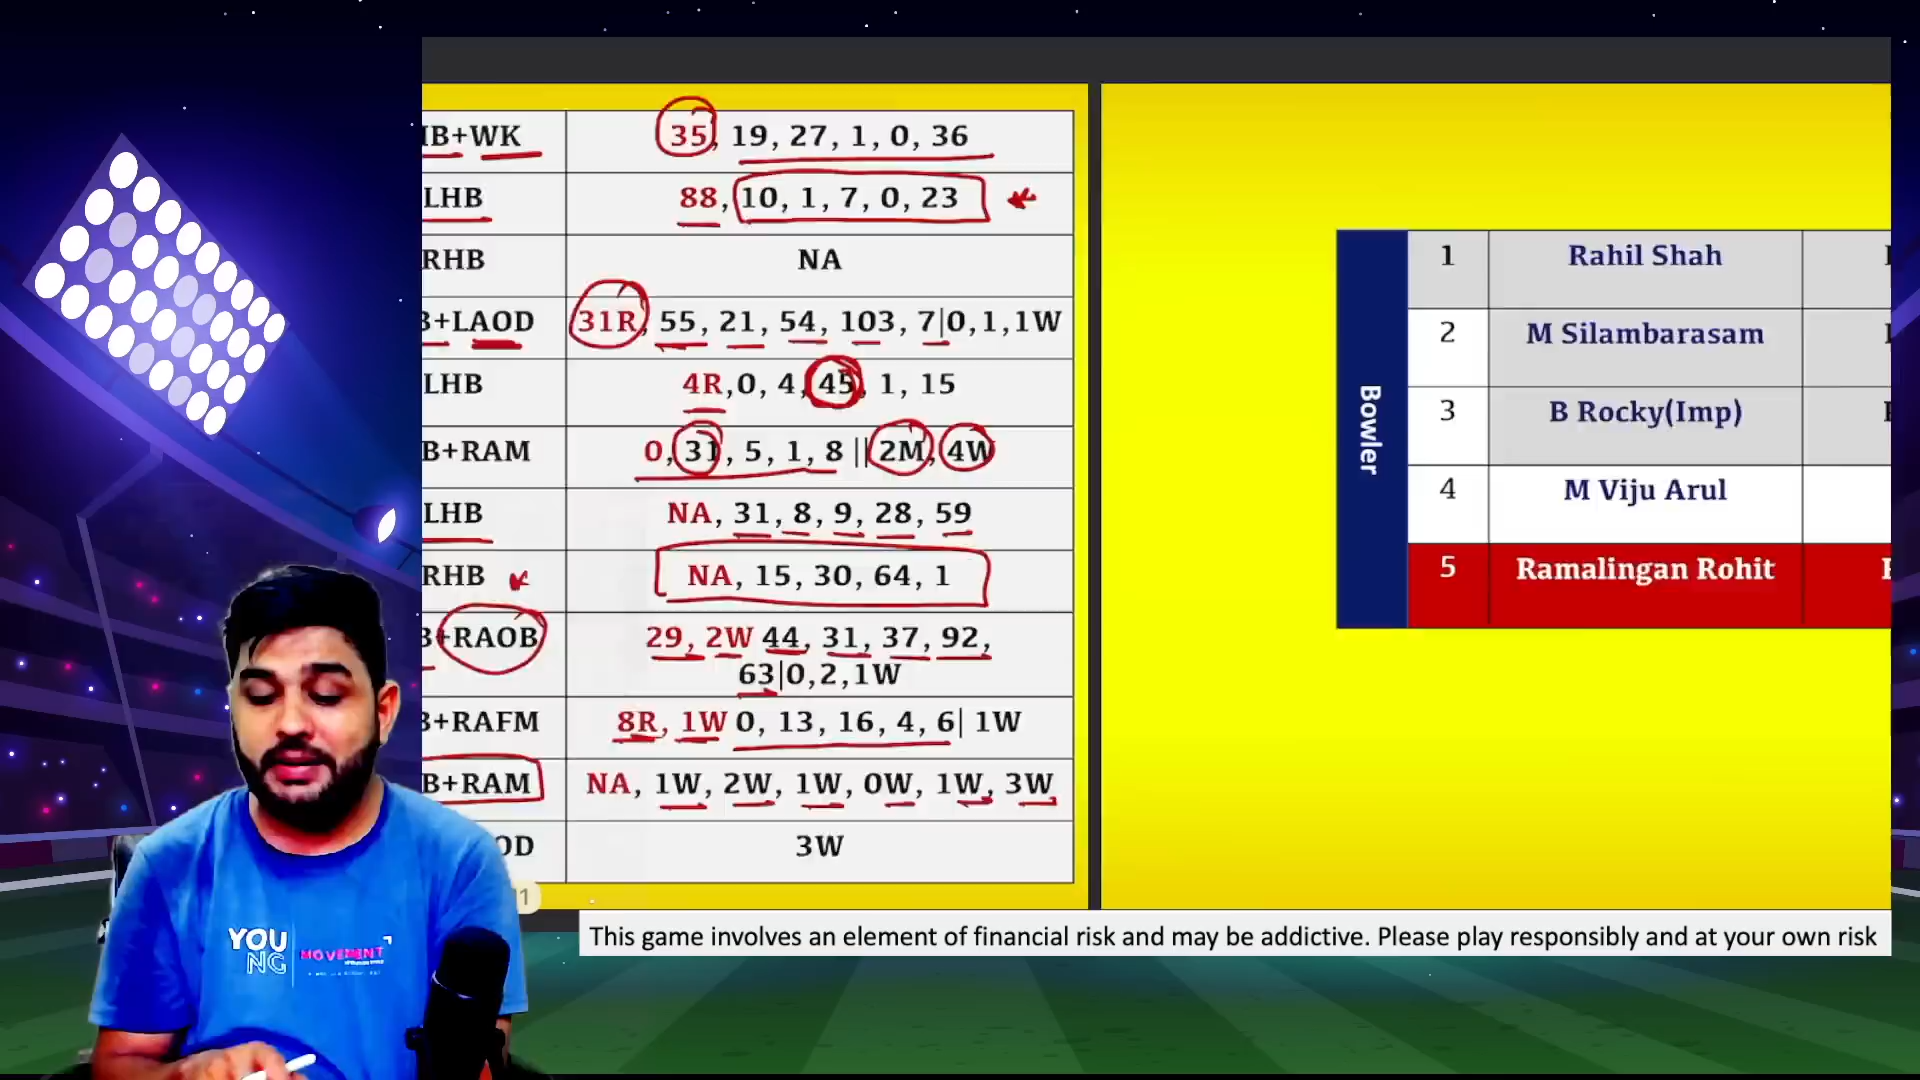 IB+WK 35, 19, 27, 1, 0, 36
LHB 88, 10, 1, 7, 0, 23
RHB NA
B+LAOD 31R, 55, 21, 54, 103, 7|0,1,1W
LHB 4R,0, 4, 45, 1, 15
B+RAM 0, 31, 5, 1, 8 || 2M, 4W
LHB NA, 31, 8, 9, 28, 59
RHB NA, 15, 30, 64, 1
B+RAOB 29, 2W 44, 31, 37, 92,
63|0,2,1W
B+RAFM 8R, 1W 0, 13, 16, 4, 6| 1W
B+RAM NA, 1W, 2W, 1W, 0W, 1W, 3W
OD 3W
1
Bowler
1 Rahil Shah
2 M Silambarasam
3 B Rocky(Imp)
4 M Viju Arul
5 Ramalingan Rohit
This game involves an element of financial risk and may be addictive. Please play responsibly and at your own risk
YOU
NG
MOVEMENT